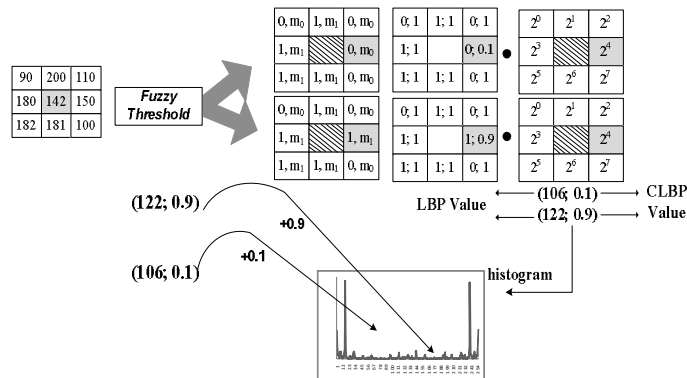 90 200 110
180 142 150
182 181 100
Fuzzy
Threshold
0, m0 1, m1 0, m0
1, m1 0, m0
1, m1 1, m1 0, m0
0; 1 1; 1 0; 1
1; 1 0; 0.1
1; 1 1; 1 0; 1
2^0 2^1 2^2
2^3 2^4
2^5 2^6 2^7
0, m0 1, m1 0, m0
1, m1 1, m1
1, m1 1, m1 0, m0
0; 1 1; 1 0; 1
1; 1 1; 0.9
1; 1 1; 1 0; 1
2^0 2^1 2^2
2^3 2^4
2^5 2^6 2^7
LBP Value
(106; 0.1)
(122; 0.9)
CLBP
Value
(122; 0.9)
+0.9
(106; 0.1)
+0.1
histogram